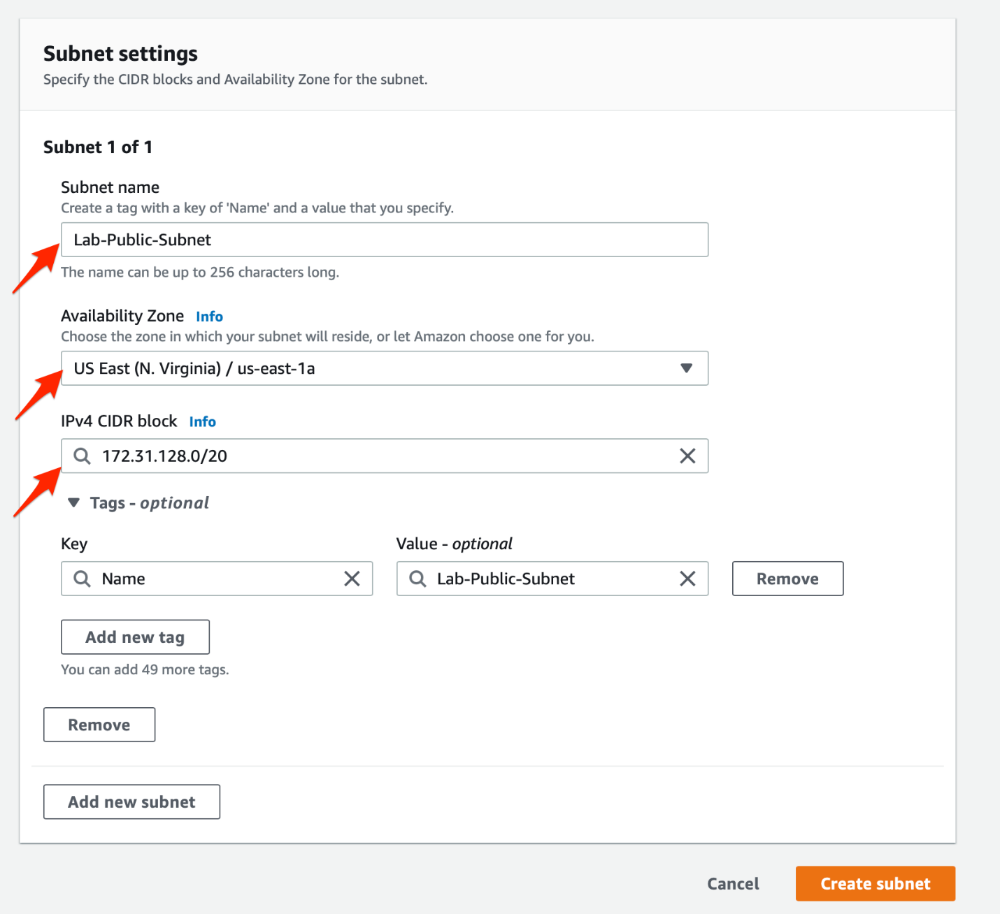 Subnet settings
Specify the CIDR blocks and Availability Zone for the subnet.
Subnet 1 of 1
Subnet name
Create a tag with a key of 'Name' and a value that you specify.
Lab-Public-Subnet
The name can be up to 256 characters long.
Availability Zone Info
Choose the zone in which your subnet will reside, or let Amazon choose one for you.
US East (N. Virginia) / us-east-1a
IPv4 CIDR block Info
172.31.128.0/20
Tags - optional
Key Value - optional
Name Lab-Public-Subnet Remove
Add new tag
You can add 49 more tags.
Remove
Add new subnet
Cancel Create subnet